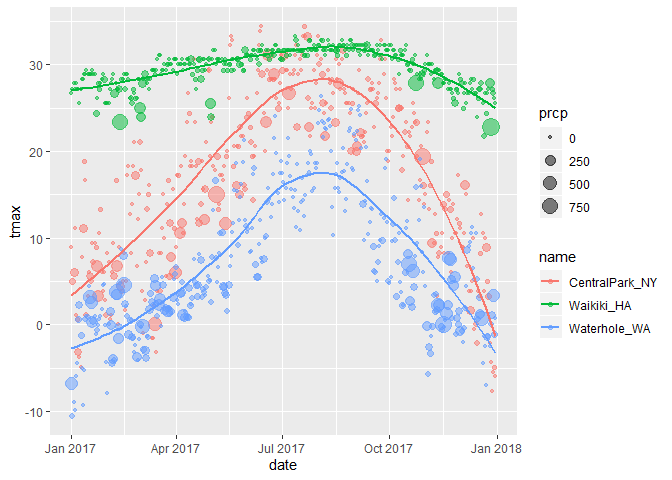 tmax
30
20
10
0
-10
Jan 2017
Apr 2017
Jul 2017
Oct 2017
Jan 2018
date
prcp
0
250
500
750
name
CentralPark_NY
Waikiki_HA
Waterhole_WA